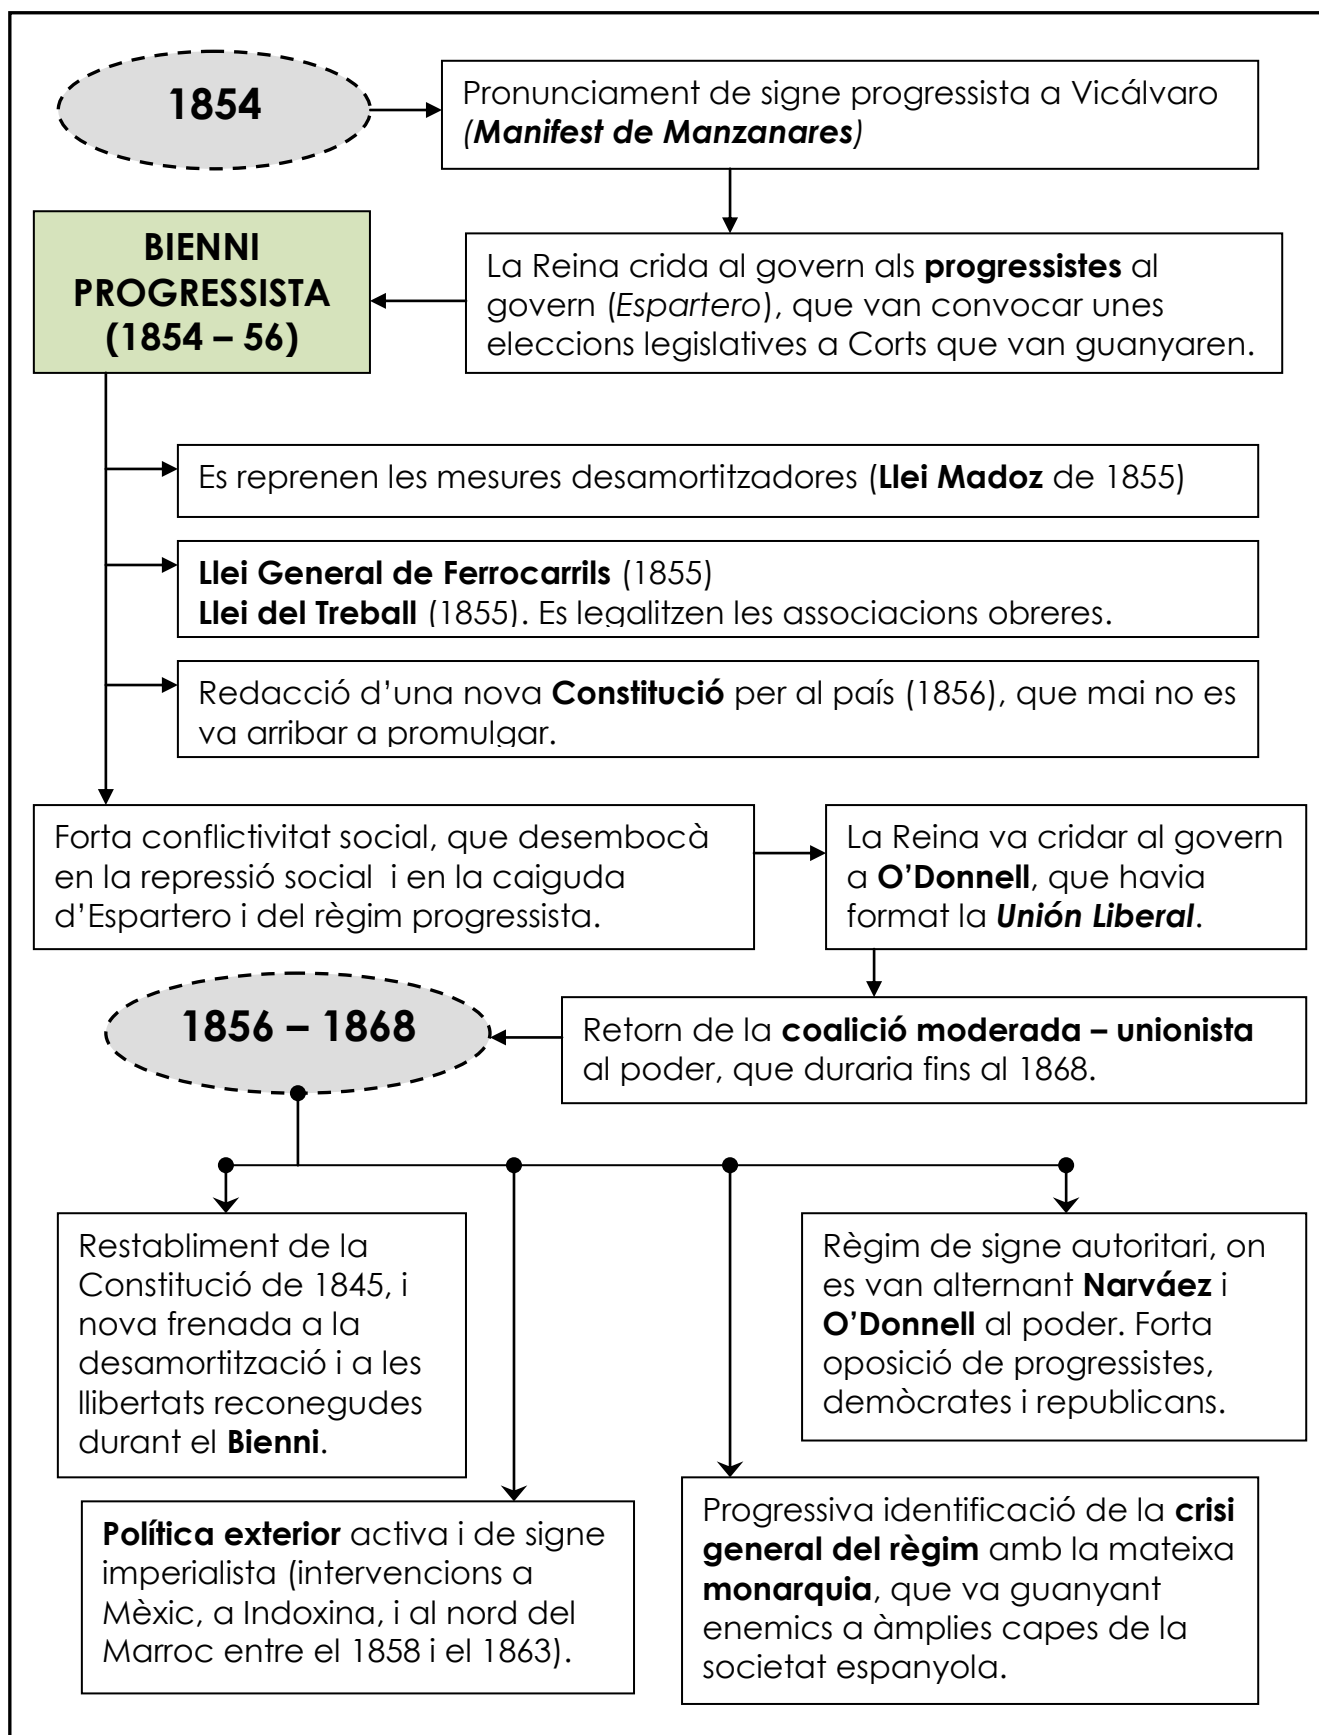 1854
Pronunciament de signe progressista a Vicálvaro
(Manifest de Manzanares)
BIENNI
PROGRESSISTA
(1854 – 56)
La Reina crida al govern als progressistes al
govern (Espartero), que van convocar unes
eleccions legislatives a Corts que van guanyaren.
Es reprenen les mesures desamortitzadores (Llei Madoz de 1855)
Llei General de Ferrocarrils (1855)
Llei del Treball (1855). Es legalitzen les associacions obreres.
Redacció d’una nova Constitució per al país (1856), que mai no es
va arribar a promulgar.
Forta conflictivitat social, que desembocà
en la repressió social  i en la caiguda
d’Espartero i del règim progressista.
La Reina va cridar al govern
a O’Donnell, que havia
format la Unión Liberal.
1856 – 1868
Retorn de la coalició moderada – unionista
al poder, que duraria fins al 1868.
Restabliment de la
Constitució de 1845, i
nova frenada a la
desamortització i a les
llibertats reconegudes
durant el Bienni.
Règim de signe autoritari, on
es van alternant Narváez i
O’Donnell al poder. Forta
oposició de progressistes,
demòcrates i republicans.
Política exterior activa i de signe
imperialista (intervencions a
Mèxic, a Indoxina, i al nord del
Marroc entre el 1858 i el 1863).
Progressiva identificació de la crisi
general del règim amb la mateixa
monarquia, que va guanyant
enemics a àmplies capes de la
societat espanyola.